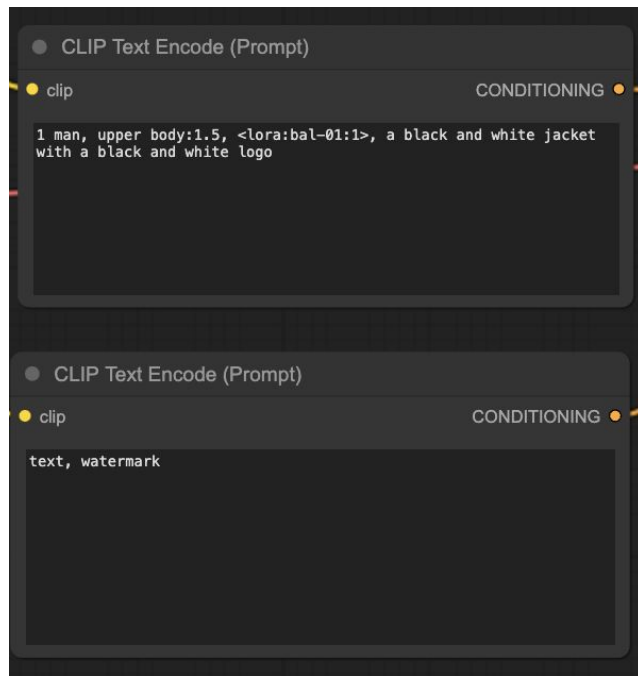 CLIP Text Encode (Prompt)
clip
CONDITIONING
1 man, upper body:1.5, <lora:bal-01:1>, a black and white jacket
with a black and white logo
CLIP Text Encode (Prompt)
clip
CONDITIONING
text, watermark